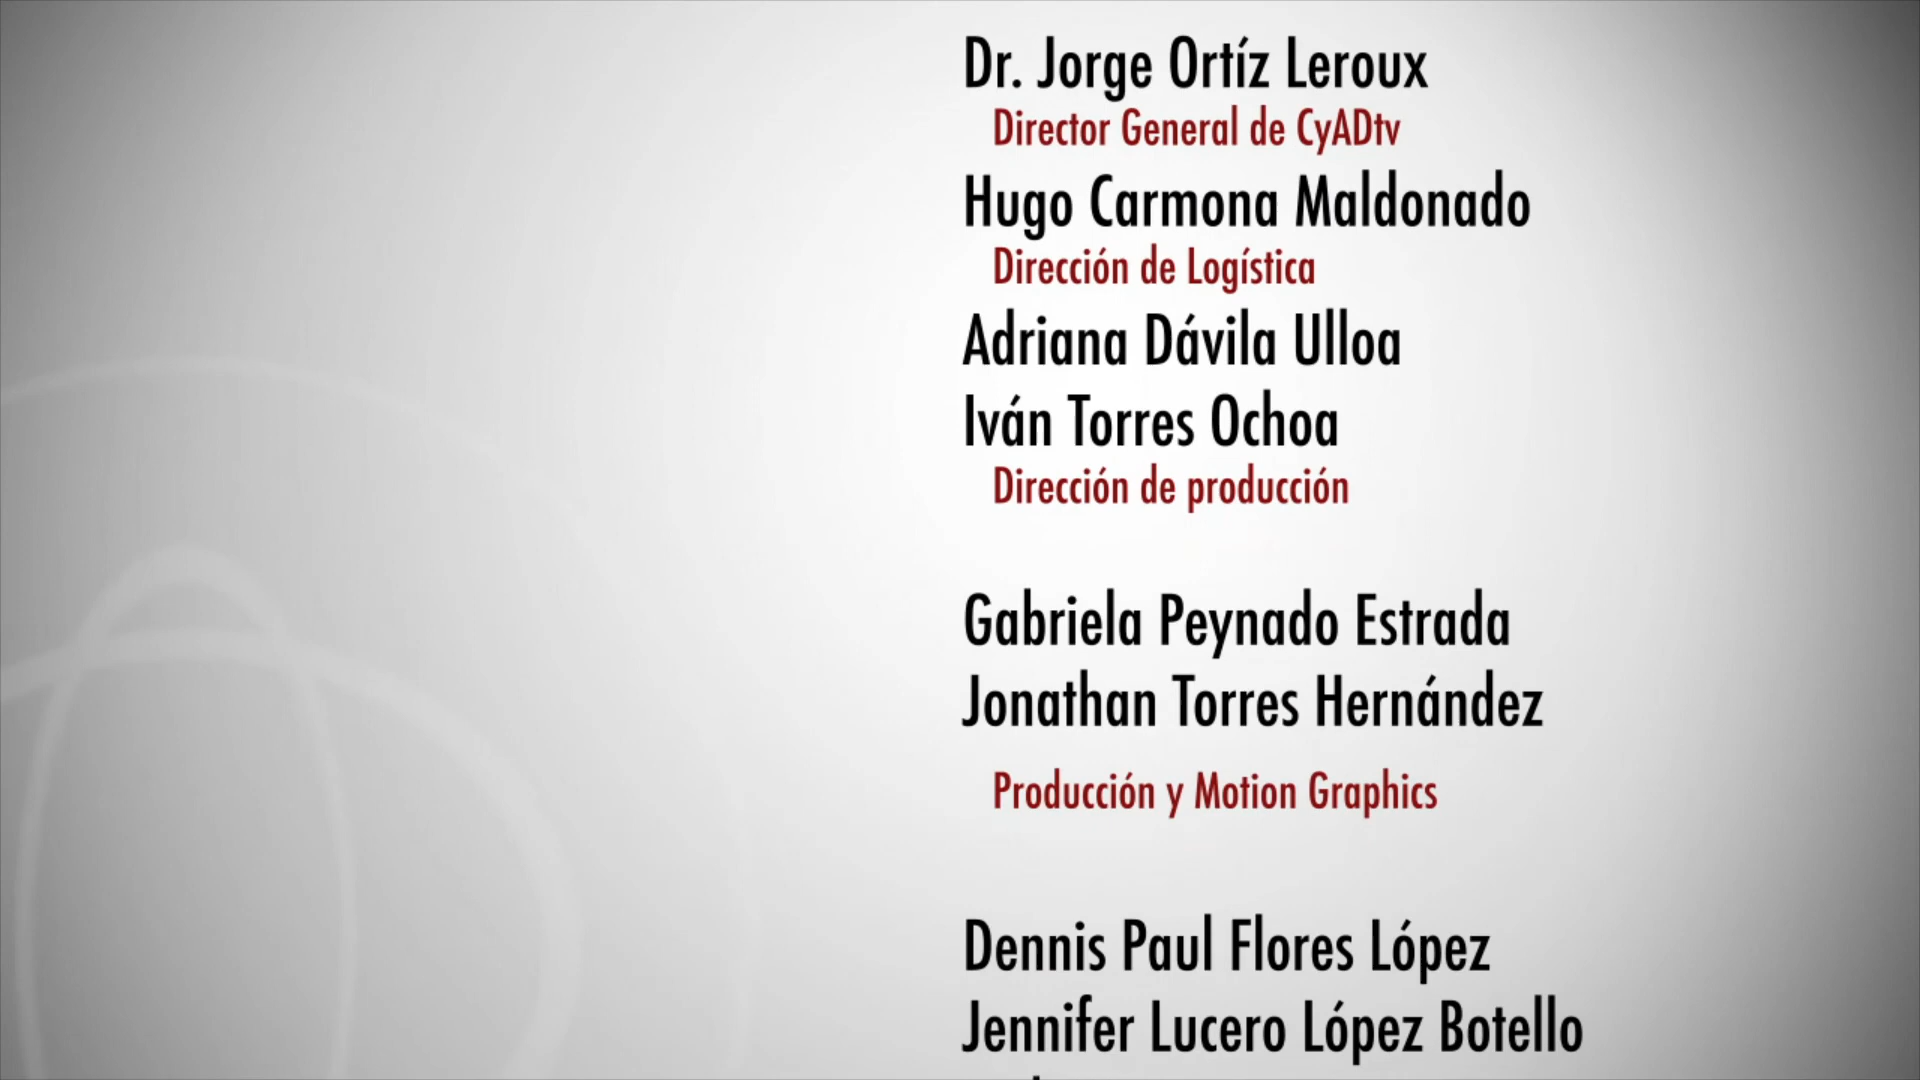 Dr. Jorge Ortíz Leroux
Director General de CyADtv
Hugo Carmona Maldonado
Dirección de Logística
Adriana Dávila Ulloa
Iván Torres Ochoa
Dirección de producción
Gabriela Peynado Estrada
Jonathan Torres Hernández
Producción y Motion Graphics
Dennis Paul Flores López
Jennifer Lucero López Botello